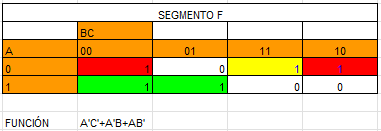 SEGMENTO F
BC
A 00 01 11 10
0 1 0 1 1
1 1 1 0 0
FUNCIÓN A'C'+A'B+AB'